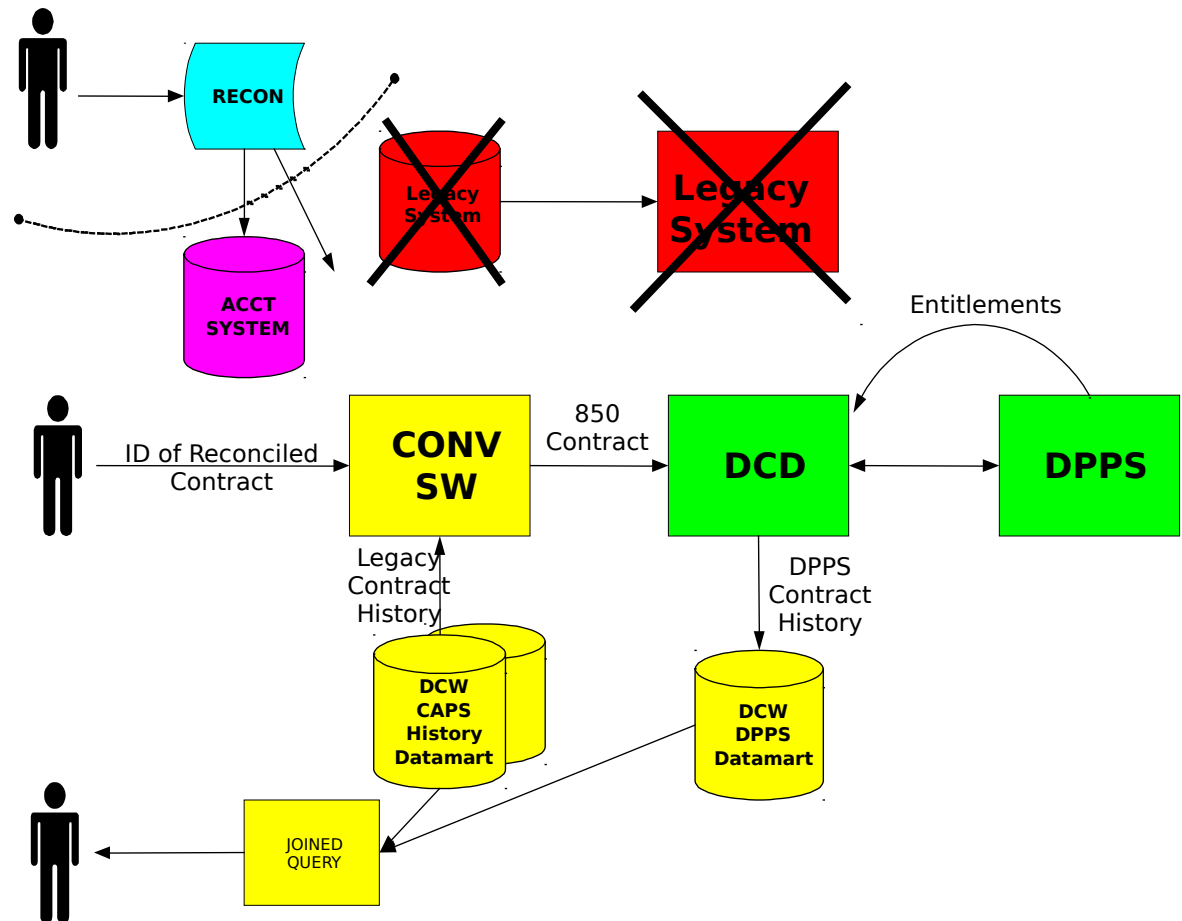 RECON
Legacy
System
Legacy
System
ACCT
SYSTEM
Entitlements
ID of Reconciled
Contract
CONV
SW
850
Contract
DCD
DPPS
Legacy
Contract
History
DPPS
Contract
History
DCW
CAPS
History
Datamart
DCW
DPPS
Datamart
JOINED
QUERY